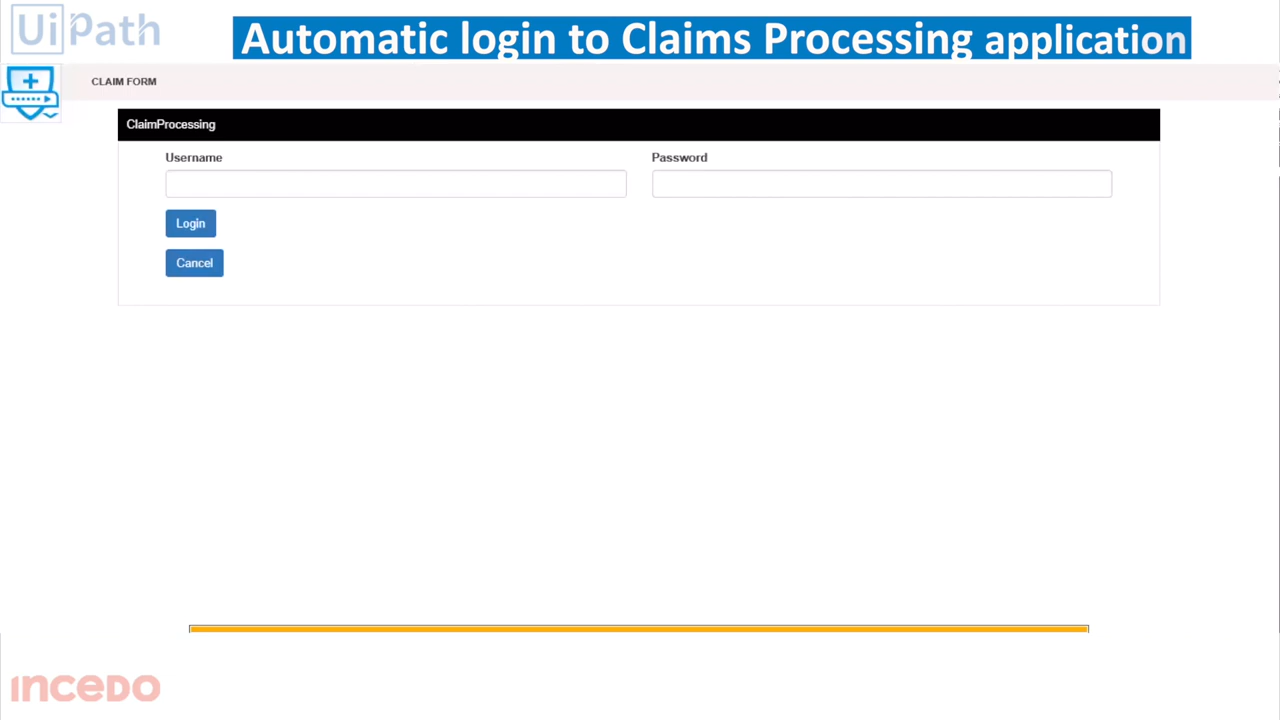 UiPath
Automatic login to Claims Processing application
CLAIM FORM
ClaimProcessing
Username
Password
Login
Cancel
INCEDO